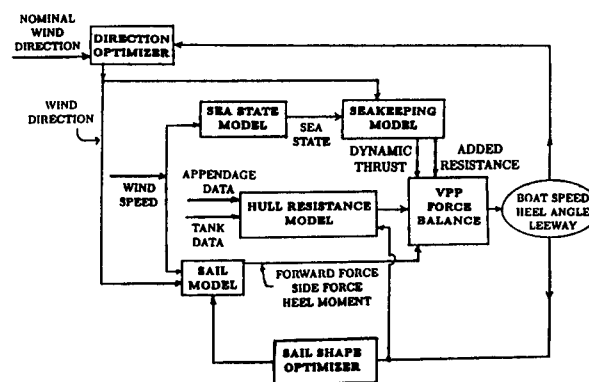 NOMINAL
WIND
DIRECTION
DIRECTION
OPTIMIZER
WIND
DIRECTION
SEA STATE
MODEL
SEA
STATE
SEAKEEPING
MODEL
DYNAMIC
THRUST
ADDED
RESISTANCE
WIND
SPEED
APPENDAGE
DATA
TANK
DATA
HULL RESISTANCE
MODEL
VPP
FORCE
BALANCE
BOAT SPEED
HEEL ANGLE
LEEWAY
SAIL
MODEL
FORWARD FORCE
SIDE FORCE
HEEL MOMENT
SAIL SHAPE
OPTIMIZER